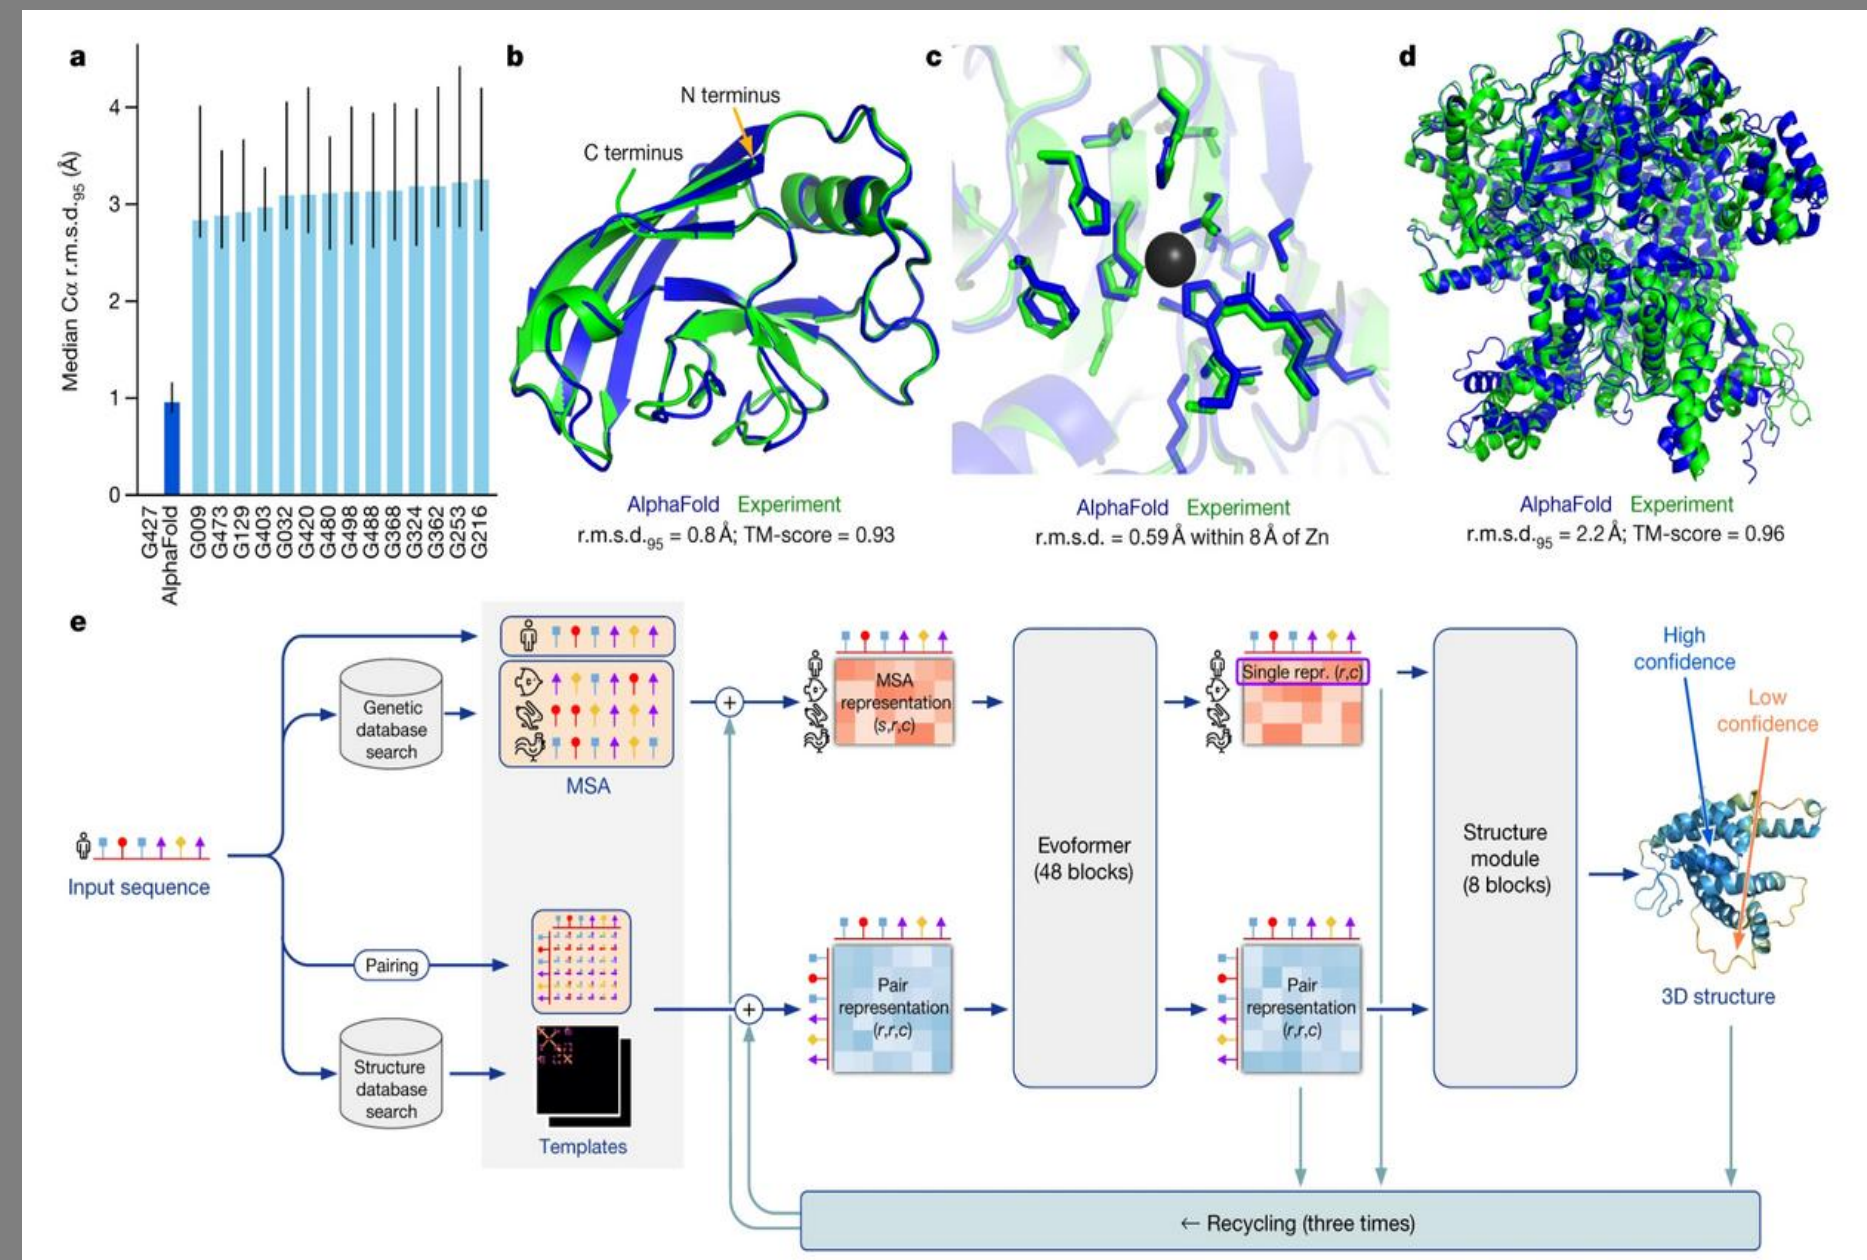 a
Median Cα r.m.s.d.95 (Å)
4
3
2
1
0
G427
AlphaFold
G009
G473
G129
G403
G032
G420
G480
G498
G488
G368
G324
G362
G253
G216
b
N terminus
C terminus
AlphaFold Experiment
r.m.s.d.95 = 0.8 Å; TM-score = 0.93
c
AlphaFold Experiment
r.m.s.d. = 0.59 Å within 8 Å of Zn
d
AlphaFold Experiment
r.m.s.d.95 = 2.2 Å; TM-score = 0.96
e
Input sequence
Genetic
database
search
MSA
Pairing
Structure
database
search
Templates
+
+
MSA
representation
(s,r,c)
Pair
representation
(r,r,c)
Evoformer
(48 blocks)
Single repr. (r,c)
Pair
representation
(r,r,c)
Structure
module
(8 blocks)
High
confidence
Low
confidence
3D structure
← Recycling (three times)